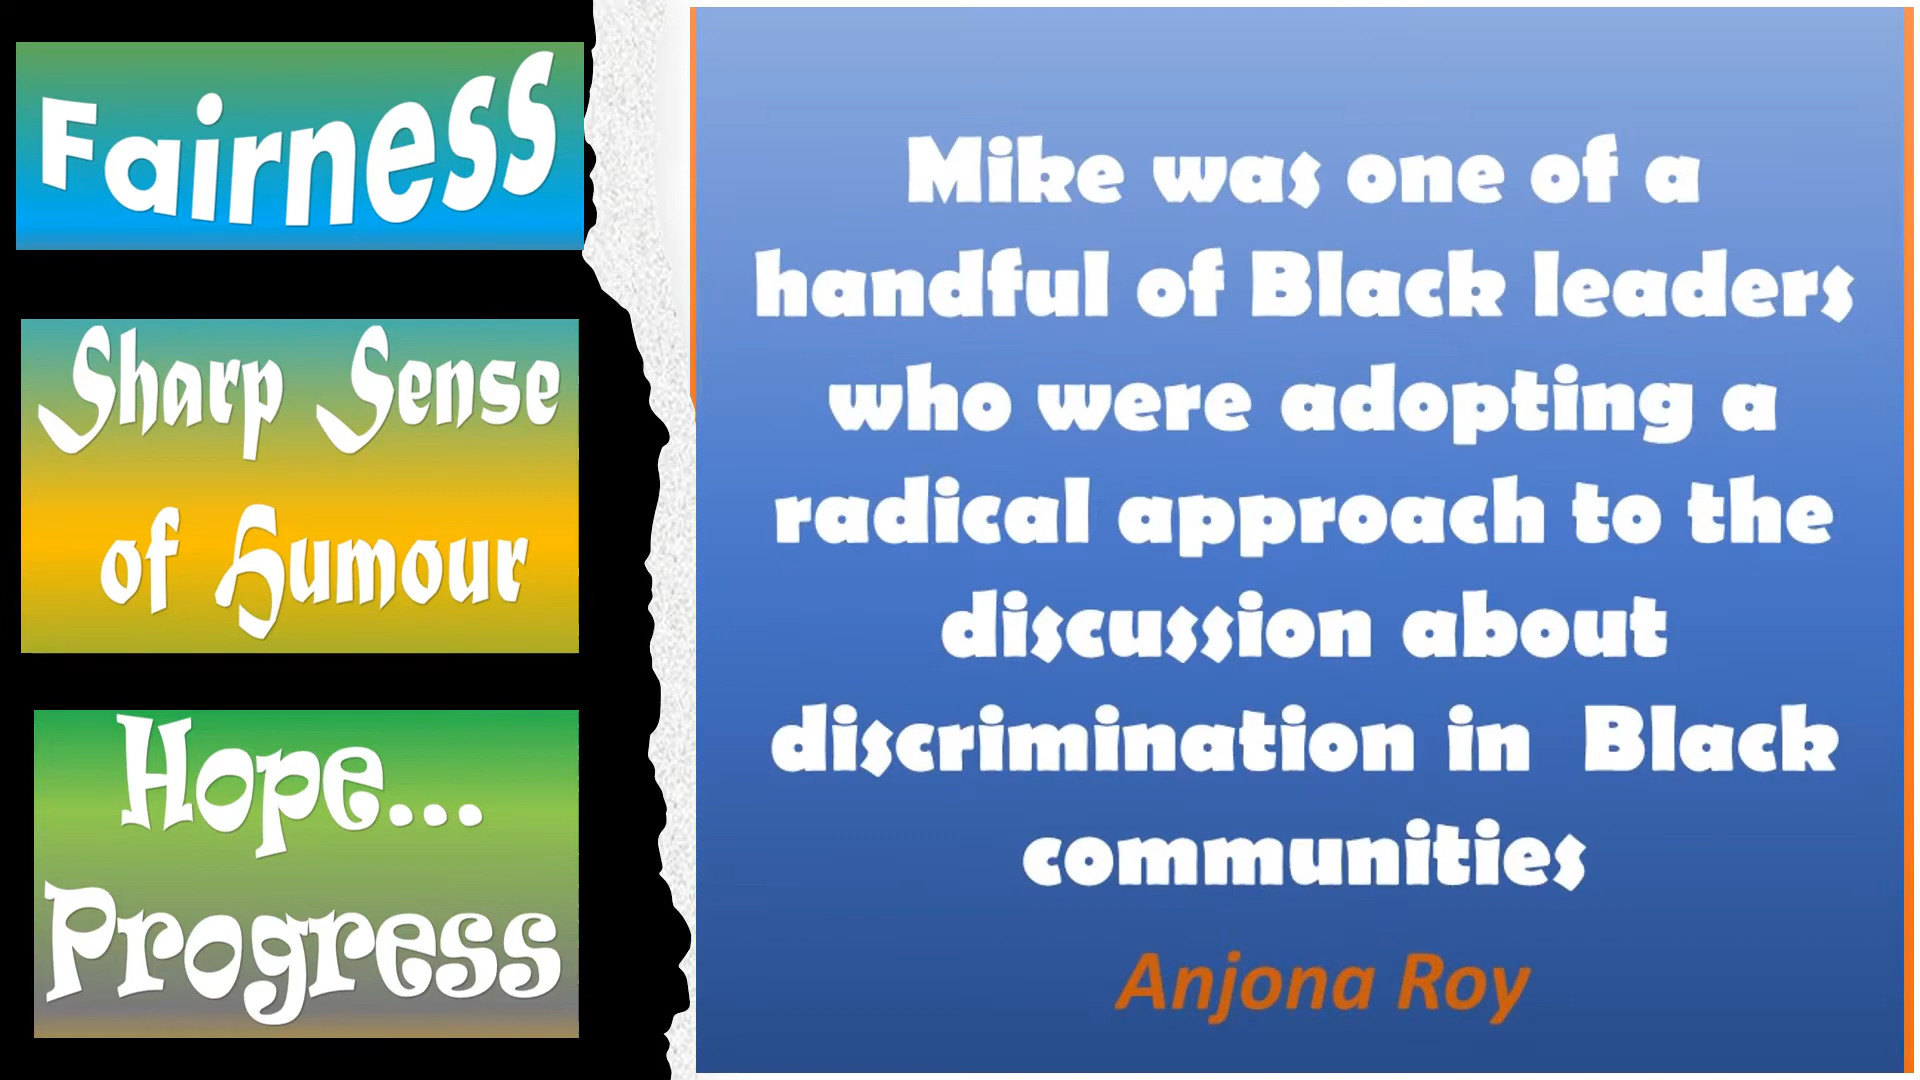 Fairness
Sharp Sense
of Humour
Hope...
Progress
Mike was one of a
handful of Black leaders
who were adopting a
radical approach to the
discussion about
discrimination in Black
communities
Anjona Roy